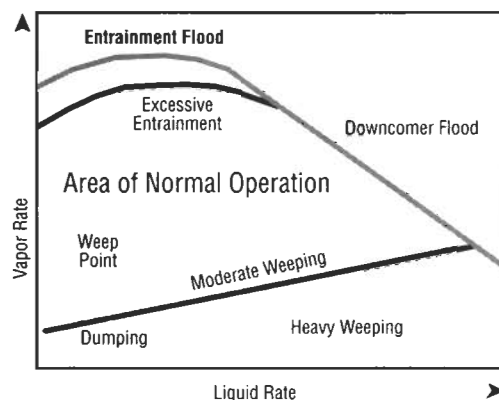 Entrainment Flood
Excessive
Entrainment
Downcomer Flood
Area of Normal Operation
Vapor Rate
Weep
Point
Moderate Weeping
Dumping
Heavy Weeping
Liquid Rate